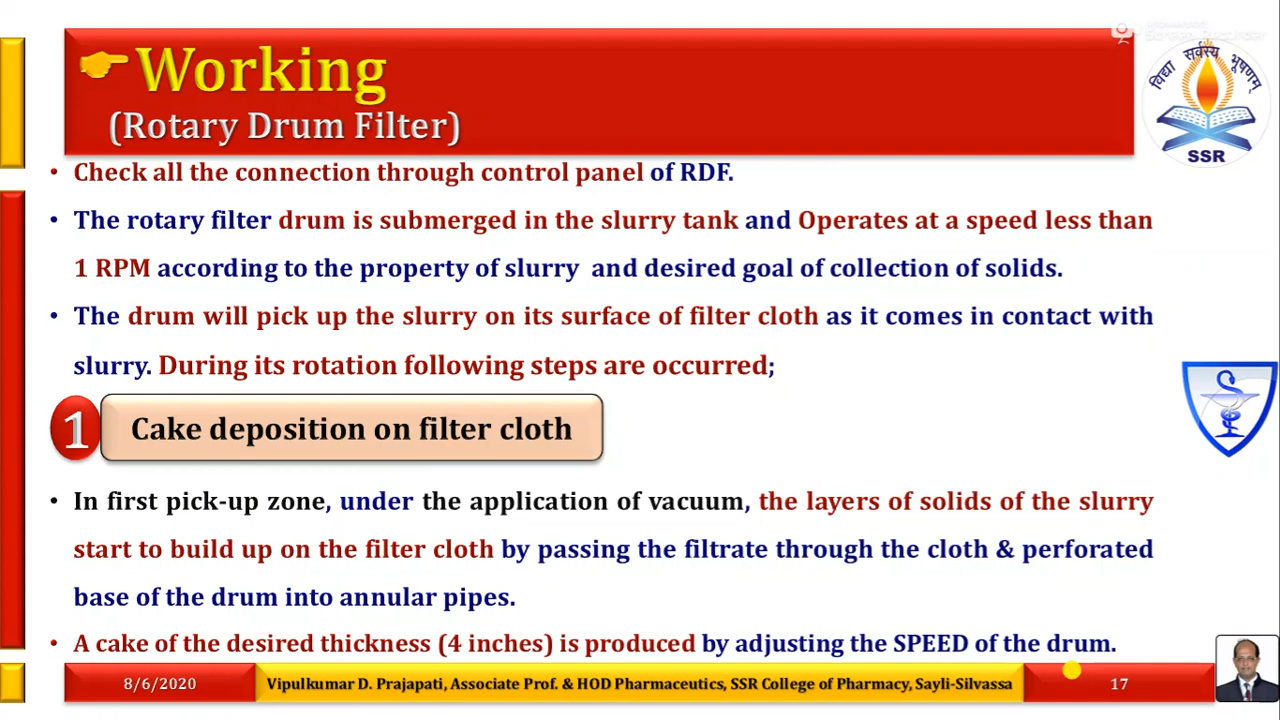 👉Working
(Rotary Drum Filter)
विद्या सर्वस्य भूषणम्
SSR
• Check all the connection through control panel of RDF.
• The rotary filter drum is submerged in the slurry tank and Operates at a speed less than
1 RPM according to the property of slurry and desired goal of collection of solids.
• The drum will pick up the slurry on its surface of filter cloth as it comes in contact with
slurry. During its rotation following steps are occurred;
1 Cake deposition on filter cloth
• In first pick-up zone, under the application of vacuum, the layers of solids of the slurry
start to build up on the filter cloth by passing the filtrate through the cloth & perforated
base of the drum into annular pipes.
• A cake of the desired thickness (4 inches) is produced by adjusting the SPEED of the drum.
8/6/2020 Vipulkumar D. Prajapati, Associate Prof. & HOD Pharmaceutics, SSR College of Pharmacy, Sayli-Silvassa 17